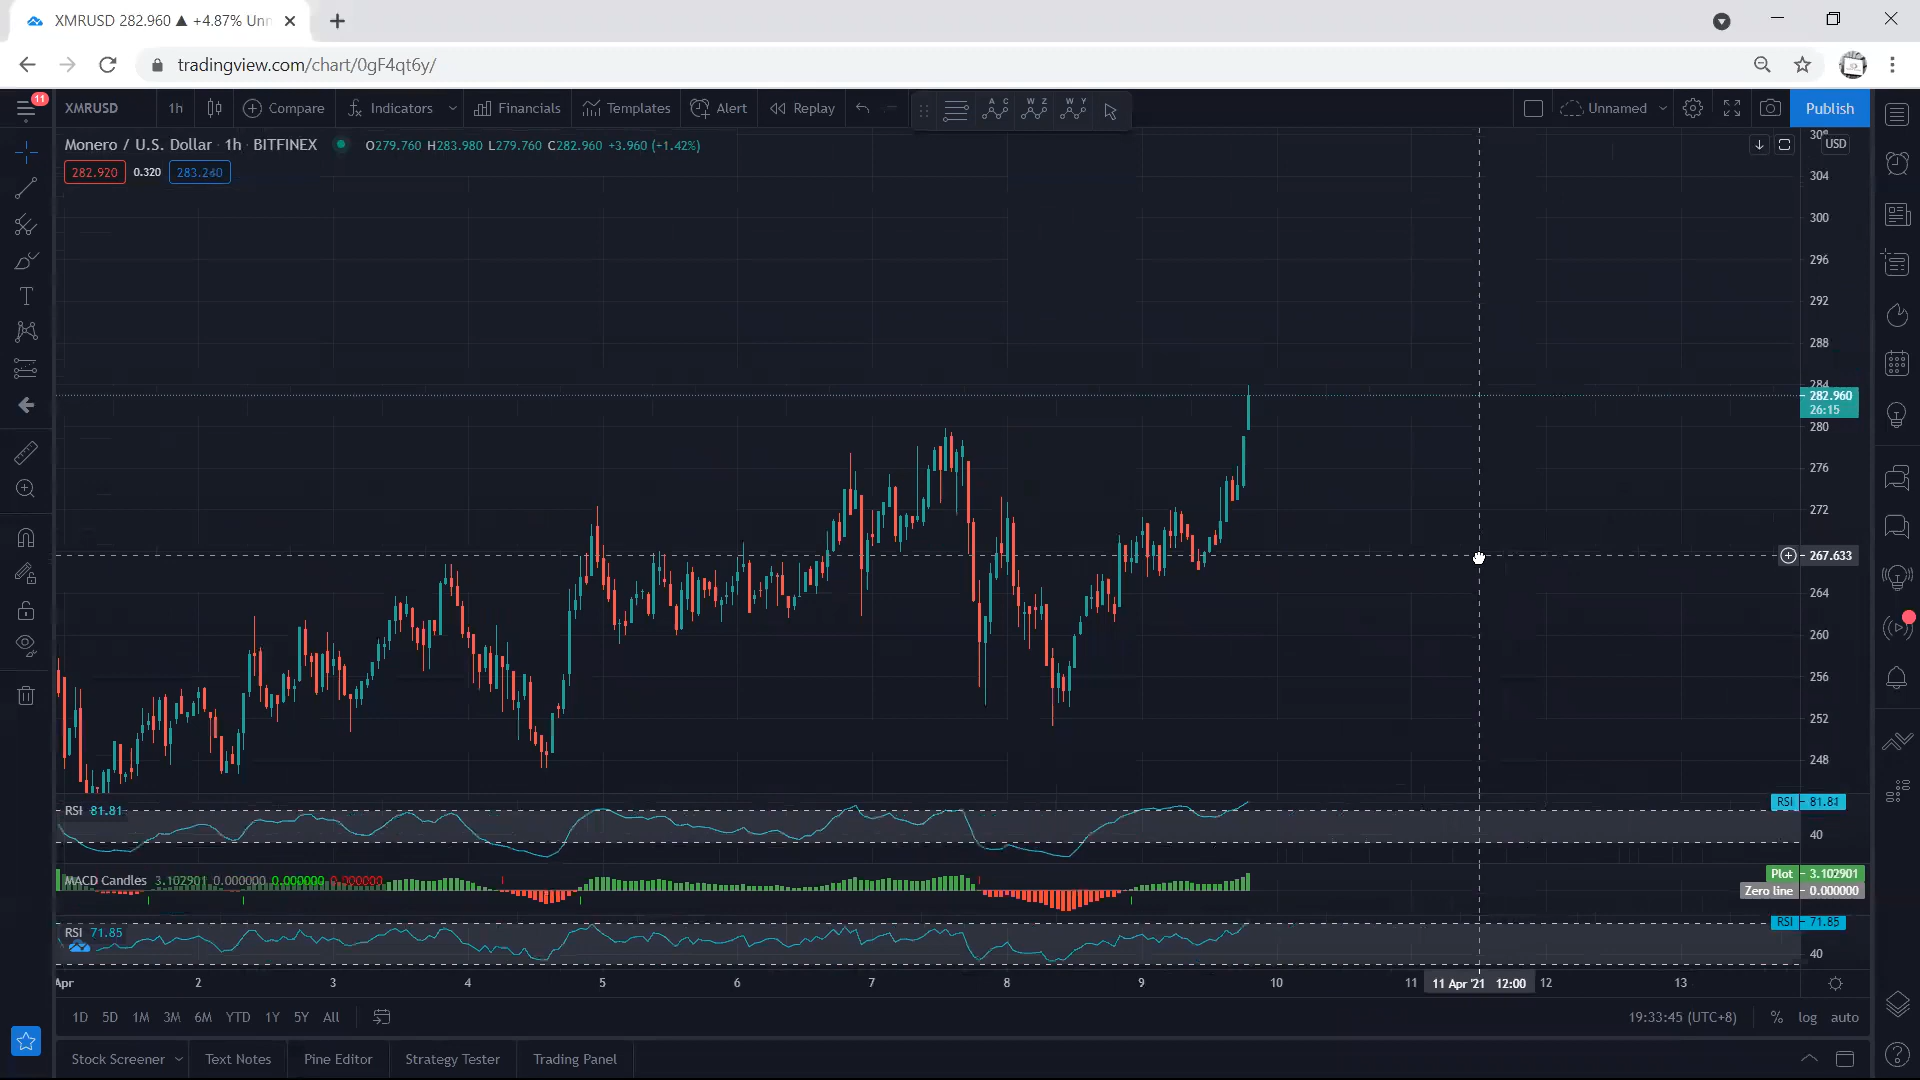 XMRUSD 282.960 ▲ +4.87% Unn
tradingview.com/chart/0gF4qt6y/
11
XMRUSD 1h Compare Indicators Financials Templates Alert Replay A C W Z W Y Unnamed Publish
Monero / U.S. Dollar · 1h · BITFINEX O279.760 H283.980 L279.760 C282.960 +3.960 (+1.42%)
282.920 0.320 283.240
USD
304
300
296
292
288
284
282.960
26:15
280
276
272
267.633
264
260
256
252
248
RSI 81.81
RSI 81.81
40
MACD Candles 3.102901 0.000000 0.000000 0.000000
Plot 3.102901
Zero line 0.000000
RSI 71.85
RSI 71.85
40
Apr 2 3 4 5 6 7 8 9 10 11 11 Apr '21 12:00 12 13
1D 5D 1M 3M 6M YTD 1Y 5Y All 19:33:45 (UTC+8) % log auto
Stock Screener Text Notes Pine Editor Strategy Tester Trading Panel